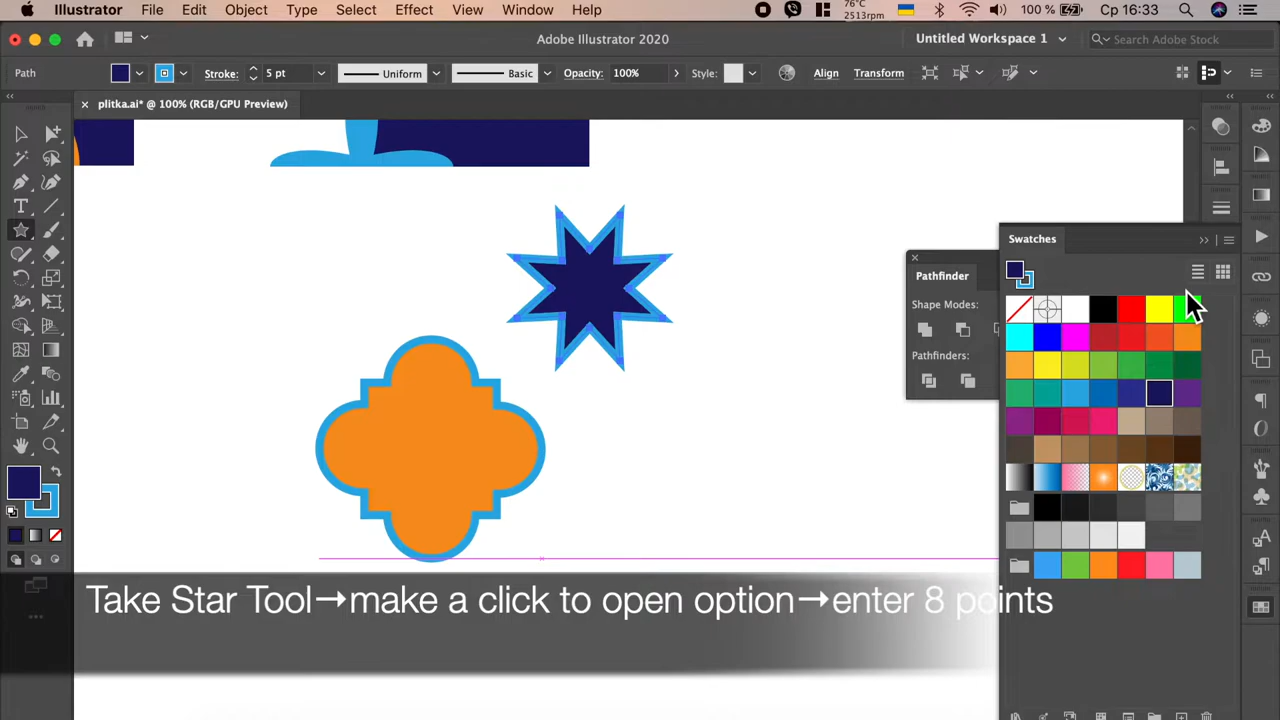 Illustrator File Edit Object Type Select Effect View Window Help 76°C 2513rpm 100 % Ср 16:33
Adobe Illustrator 2020 Untitled Workspace 1 Search Adobe Stock
Path Stroke: 5 pt Uniform Basic Opacity: 100% Style: Align Transform
plitka.ai* @ 100% (RGB/GPU Preview)
Swatches
Pathfinder
Shape Modes:
Pathfinders:
Take Star Tool→make a click to open option→enter 8 points